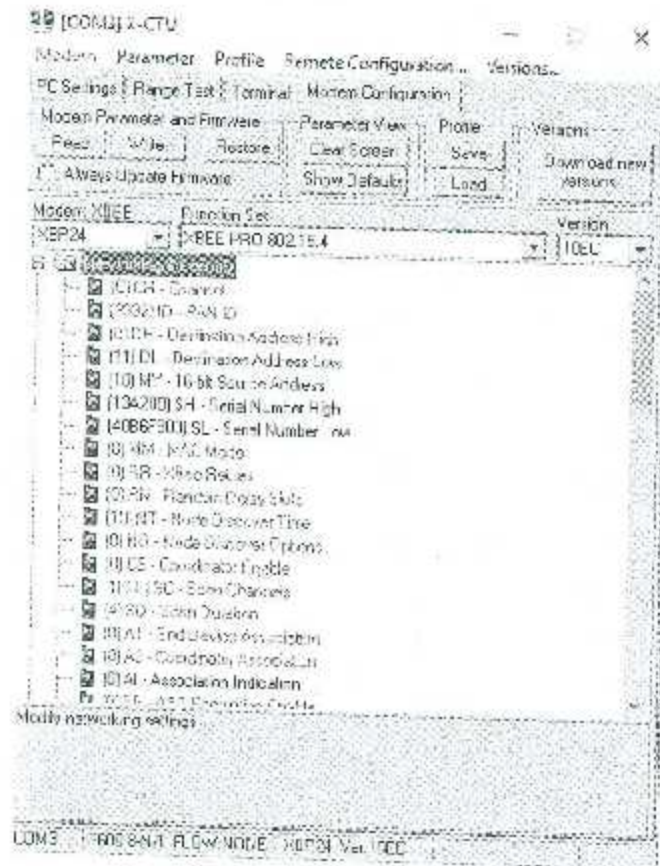 [COM3] X-CTU
Modem Parameter Profile Remote Configuration... Versions...
PC Settings Range Test Terminal Modem Configuration
Modem Parameter and Firmware Parameter View Profile Versions
Read Write Restore Clear Screen Save Download new versions
Always Update Firmware Show Defaults Load
Modem: XBEE Function Set Version
XBP24 XBEE PRO 802.15.4
CH - Channel
ID - PAN ID
(0) DH - Destination Address High
(11) DL - Destination Address Low
(10) MY - 16-bit Source Address
(13A200) SH - Serial Number High
SL - Serial Number Low
(0) MM - MAC Mode
(0) RR - XBee Retries
(0) RN - Random Delay Slots
NT - Node Discover Time
(0) NO - Node Discover Options
(0) CE - Coordinator Enable
SC - Scan Channels
(4) SD - Scan Duration
(0) A1 - End Device Association
(0) A2 - Coordinator Association
(0) AI - Association Indication
Modify networking settings
COM3 8-N-1 FLOW:NONE XBP24 Ver:10EC